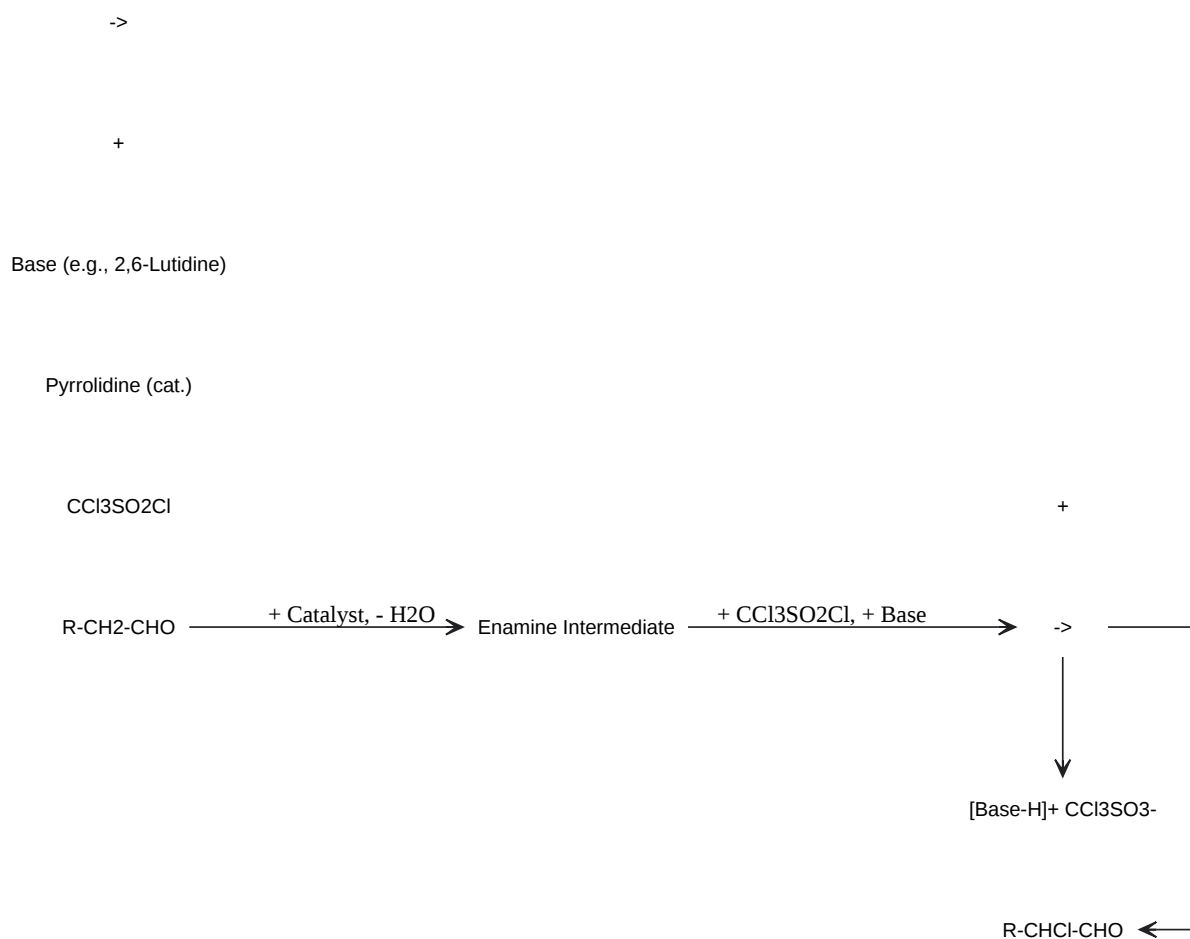 ->
+
Base (e.g., 2,6-Lutidine)
Pyrrolidine (cat.)
CCl3SO2Cl
+
R-CH2-CHO
+ Catalyst, - H2O
Enamine Intermediate
+ CCl3SO2Cl, + Base
->
[Base-H]+ CCl3SO3-
R-CHCl-CHO